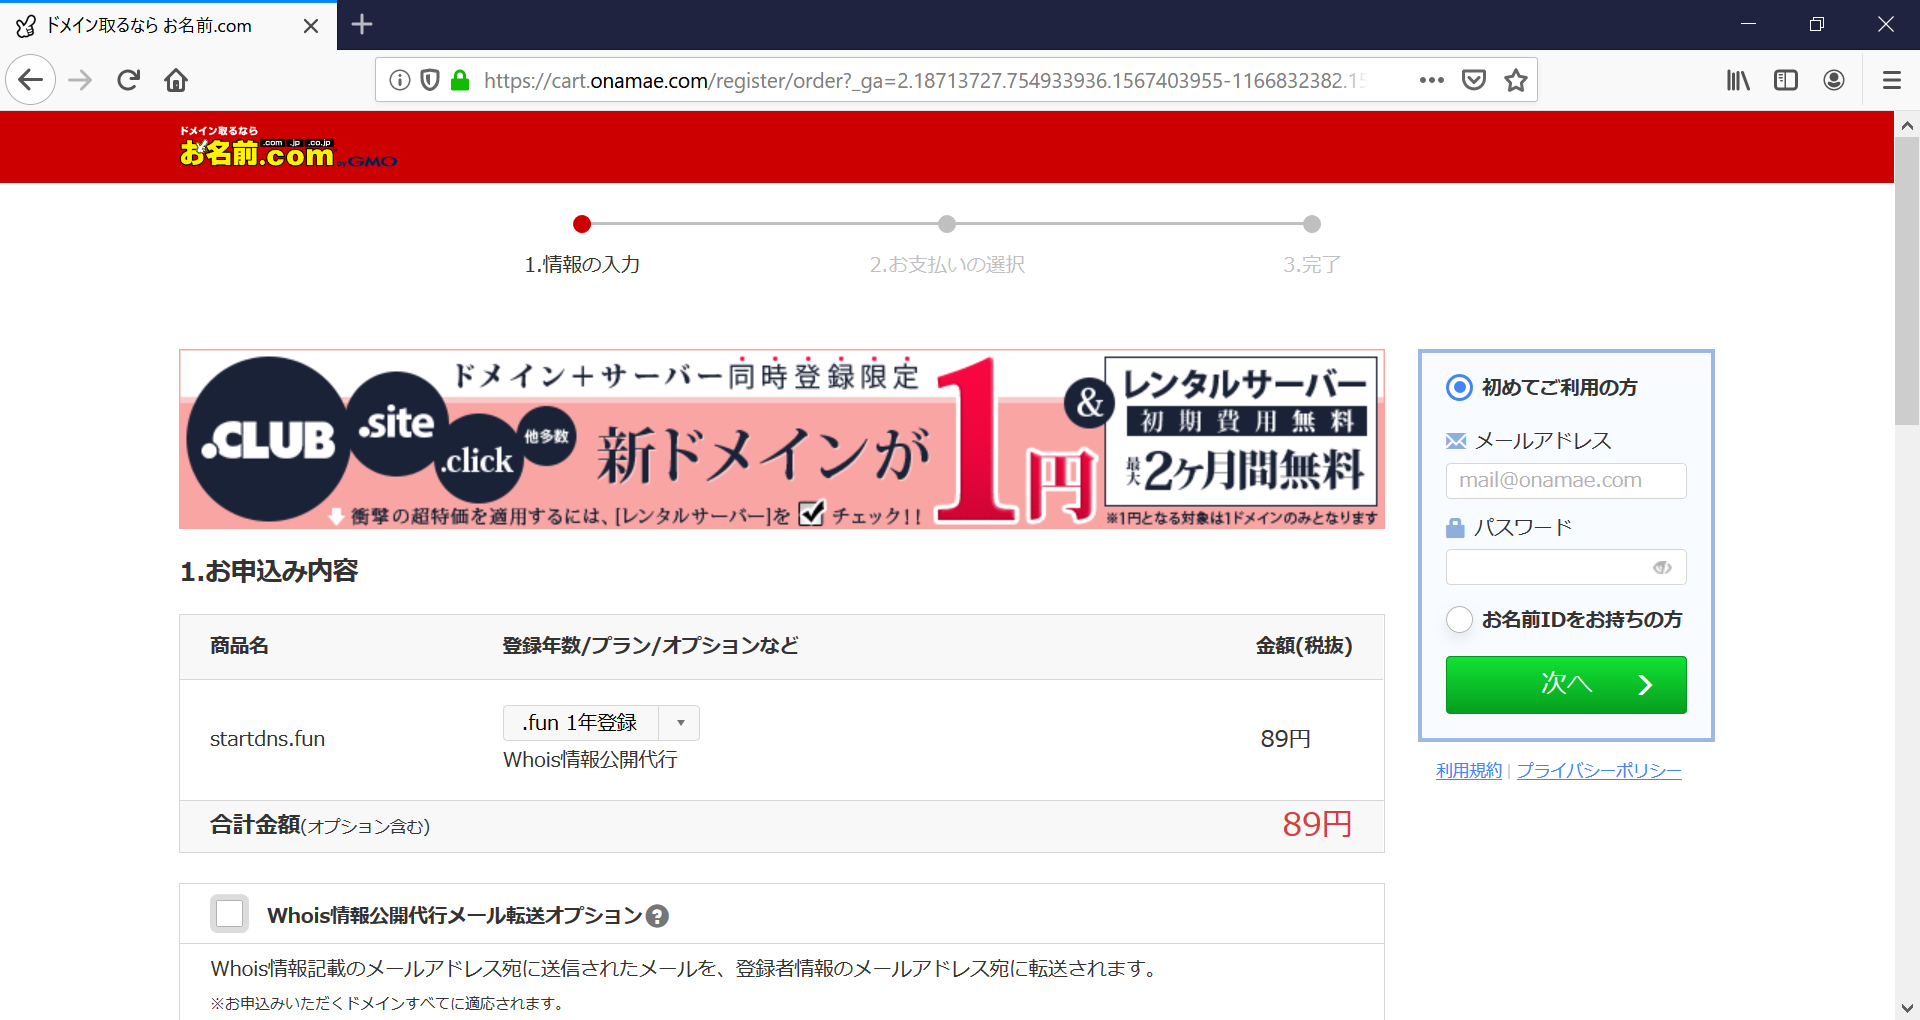 ドメイン取るなら お名前.com
https://cart.onamae.com/register/order?_ga=2.18713727.754933936.1567403955-1166832382.15
ドメイン取るなら
お名前.com
.com .jp .co.jp
by GMO
1.情報の入力
2.お支払いの選択
3.完了
.CLUB
.site
.click
他多数
ドメイン＋サーバー同時登録限定
新ドメインが
1円
衝撃の超特価を適用するには、[レンタルサーバー]を チェック!!
&
レンタルサーバー
初期費用無料
最大2ヶ月間無料
※1円となる対象は1ドメインのみとなります
初めてご利用の方
メールアドレス
mail@onamae.com
パスワード
お名前IDをお持ちの方
次へ
利用規約 | プライバシーポリシー
1.お申込み内容
商品名 登録年数/プラン/オプションなど 金額(税抜)
startdns.fun .fun 1年登録 89円
Whois情報公開代行
合計金額(オプション含む) 89円
Whois情報公開代行メール転送オプション?
Whois情報記載のメールアドレス宛に送信されたメールを、登録者情報のメールアドレス宛に転送されます。
※お申込みいただくドメインすべてに適応されます。